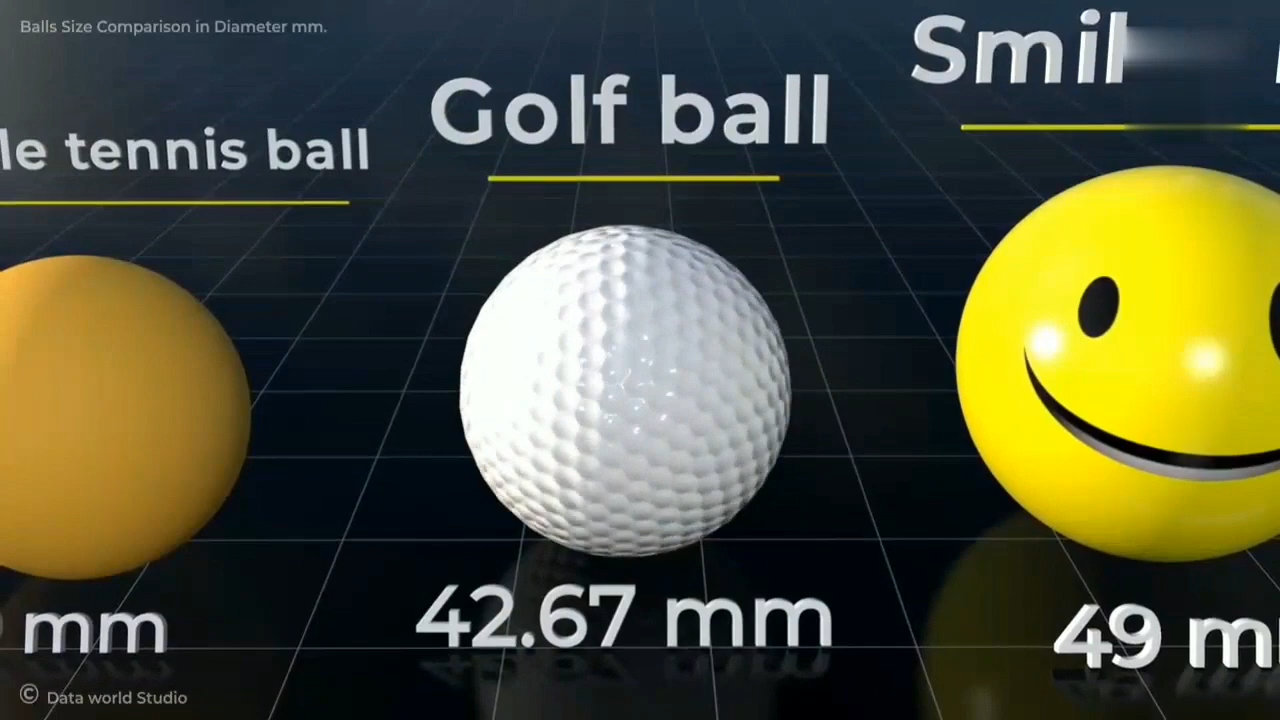 Balls Size Comparison in Diameter mm.
le tennis ball
Golf ball
Smil
mm
42.67 mm
49 m
© Data world Studio